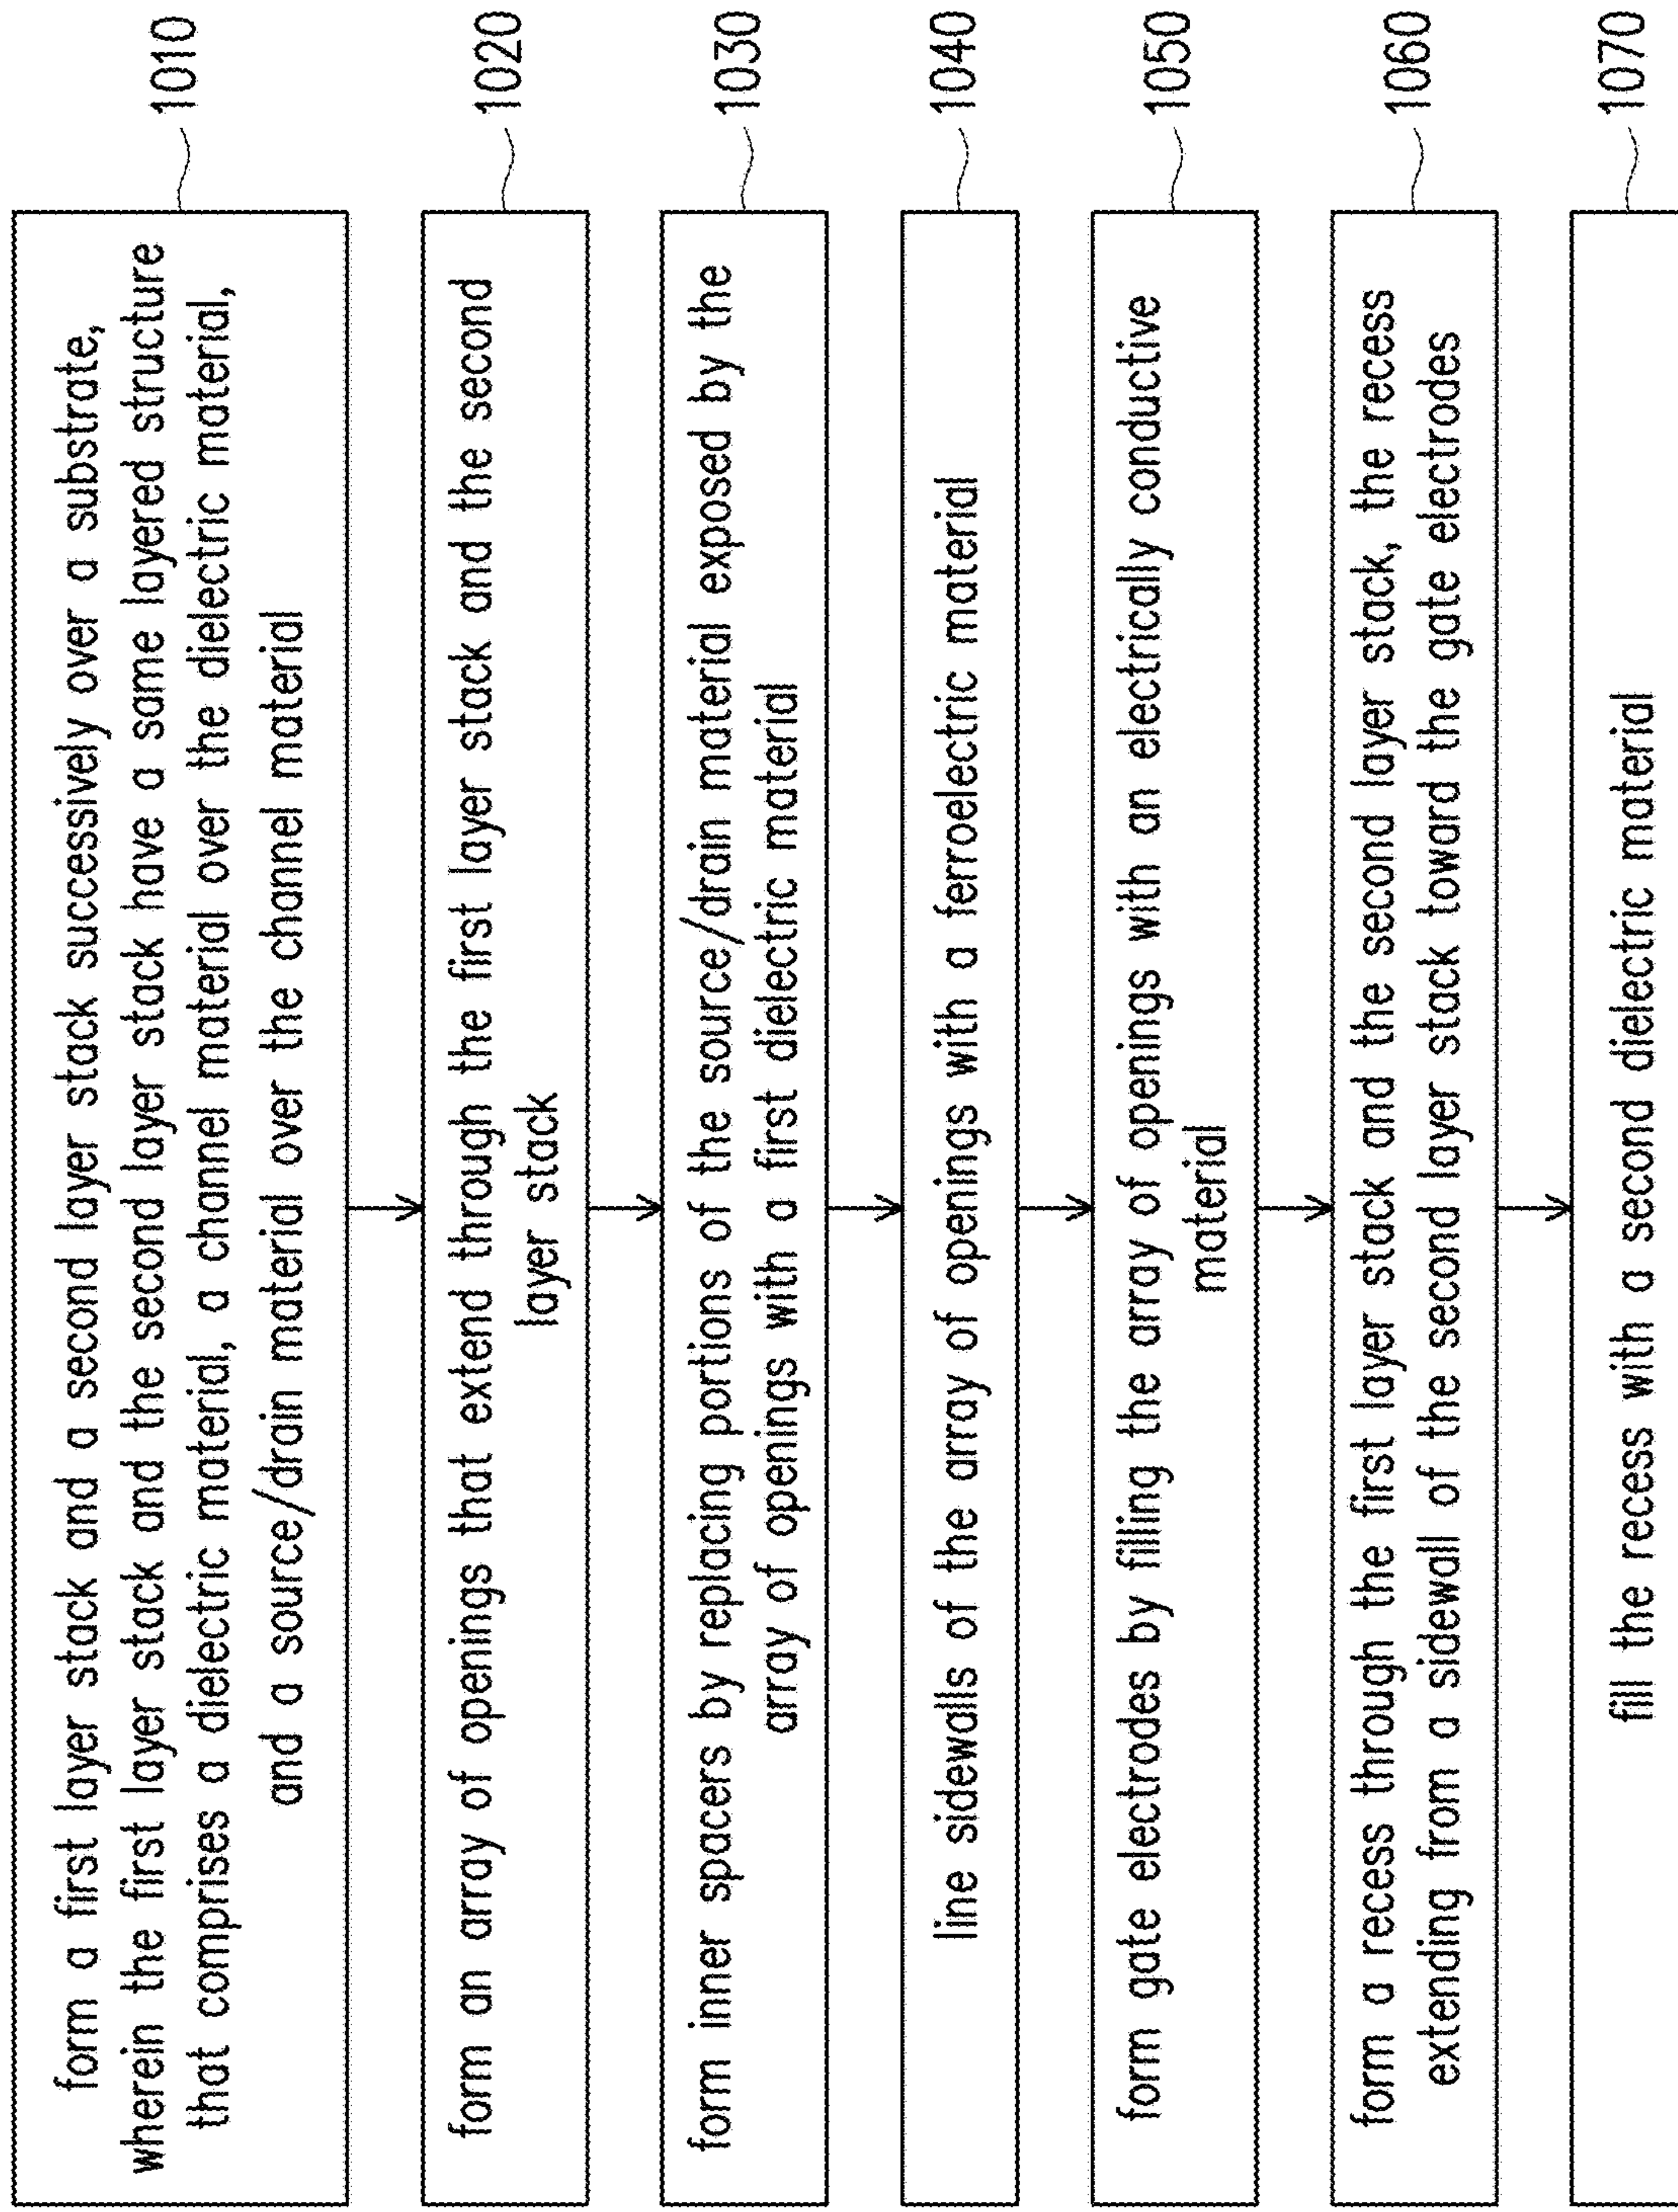 form a first layer stack and a second layer stack successively over a substrate,
wherein the first layer stack and the second layer stack have a same layered structure
that comprises a dielectric material, a channel material over the dielectric material,
and a source/drain material over the channel material
1010
form an array of openings that extend through the first layer stack and the second
layer stack
1020
form inner spacers by replacing portions of the source/drain material exposed by the
array of openings with a first dielectric material
1030
line sidewalls of the array of openings with a ferroelectric material
1040
form gate electrodes by filling the array of openings with an electrically conductive
material
1050
form a recess through the first layer stack and the second layer stack, the recess
extending from a sidewall of the second layer stack toward the gate electrodes
1060
fill the recess with a second dielectric material
1070